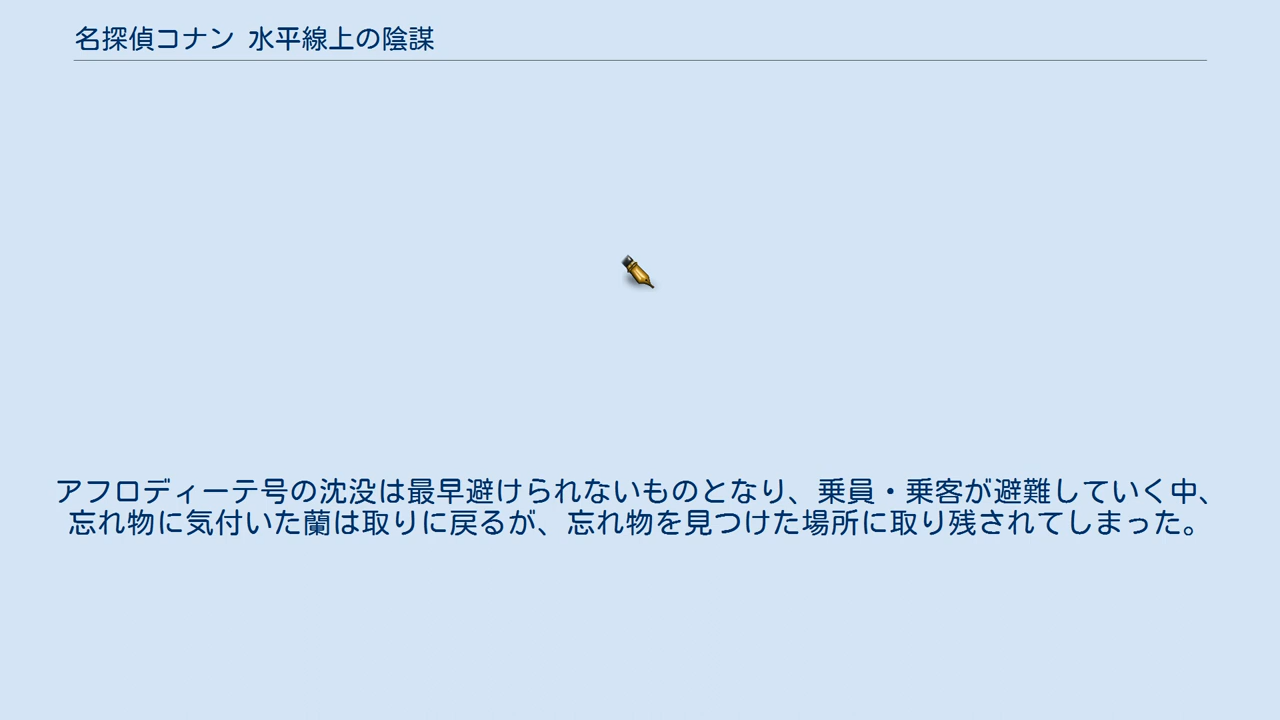 名探偵コナン 水平線上の陰謀
アフロディーテ号の沈没は最早避けられないものとなり、乗員・乗客が避難していく中、
忘れ物に気付いた蘭は取りに戻るが、忘れ物を見つけた場所に取り残されてしまった。